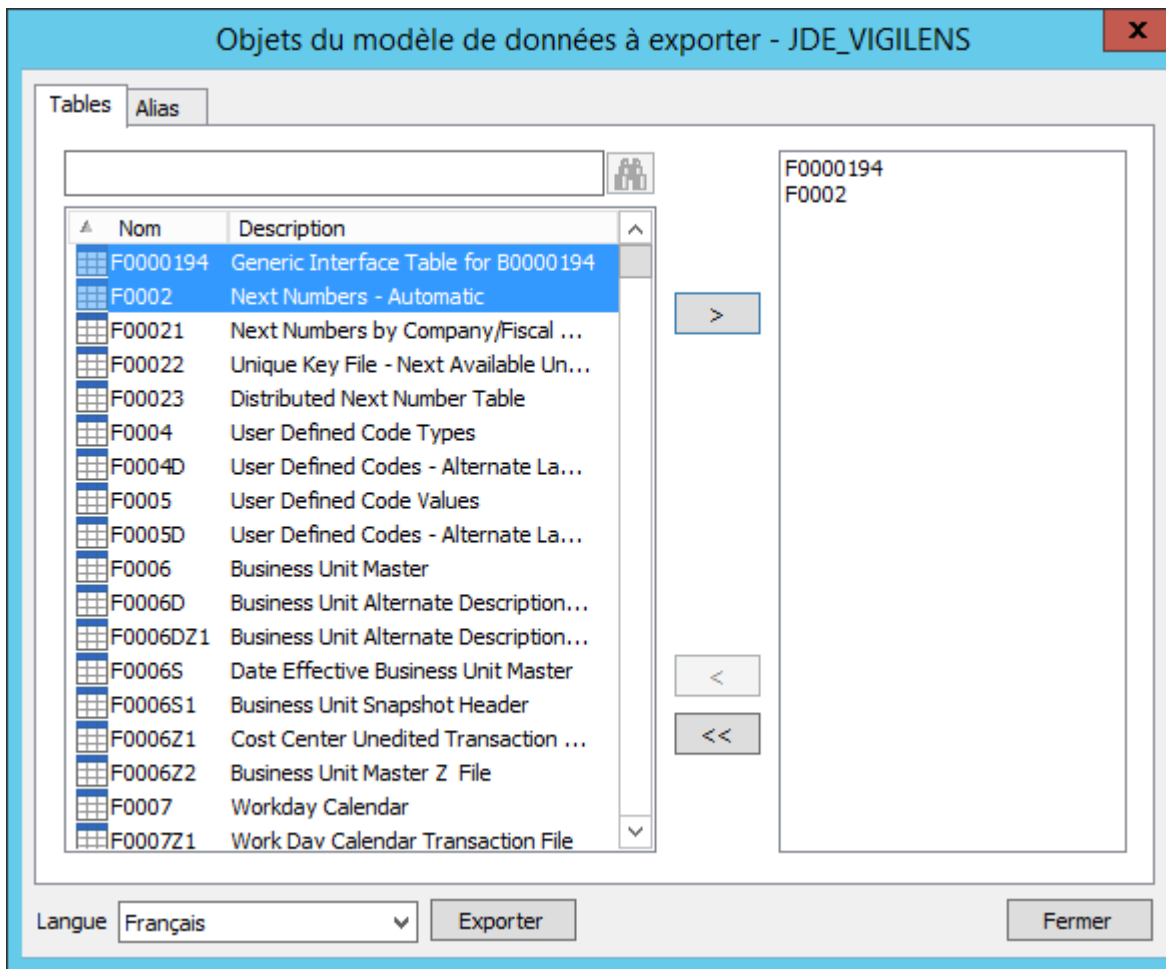 Objets du modèle de données à exporter - JDE_VIGILENS
x
Tables Alias
Nom Description
F0000194 Generic Interface Table for B0000194
F0002 Next Numbers - Automatic
F00021 Next Numbers by Company/Fiscal ...
F00022 Unique Key File - Next Available Un...
F00023 Distributed Next Number Table
F0004 User Defined Code Types
F0004D User Defined Codes - Alternate La...
F0005 User Defined Code Values
F0005D User Defined Codes - Alternate La...
F0006 Business Unit Master
F0006D Business Unit Alternate Description...
F0006DZ1 Business Unit Alternate Description...
F0006S Date Effective Business Unit Master
F0006S1 Business Unit Snapshot Header
F0006Z1 Cost Center Unedited Transaction ...
F0006Z2 Business Unit Master Z File
F0007 Workday Calendar
F0007Z1 Work Day Calendar Transaction File
>
<
<<
F0000194
F0002
Langue Français Exporter Fermer